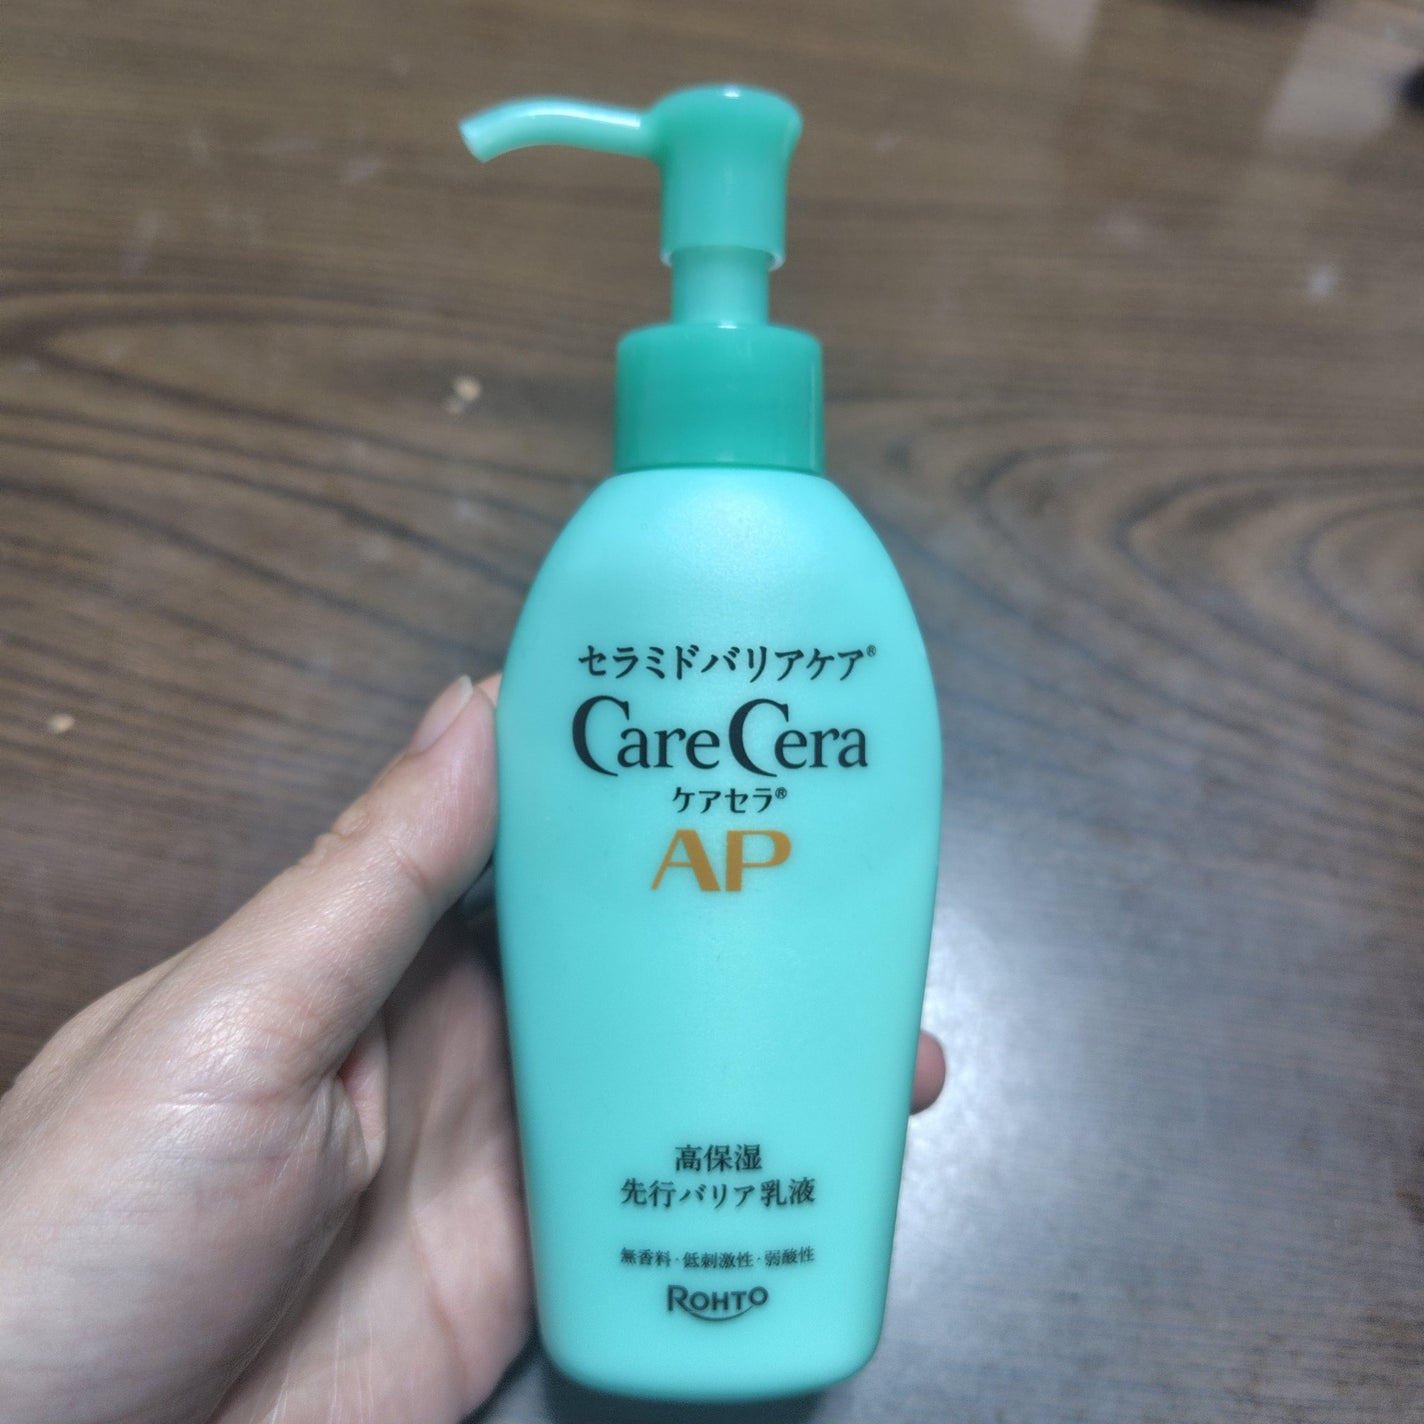 セラミドバリアケア®
CareCera
ケアセラ®
AP
高保湿
先行バリア乳液
無香料・低刺激性・弱酸性
ROHTO